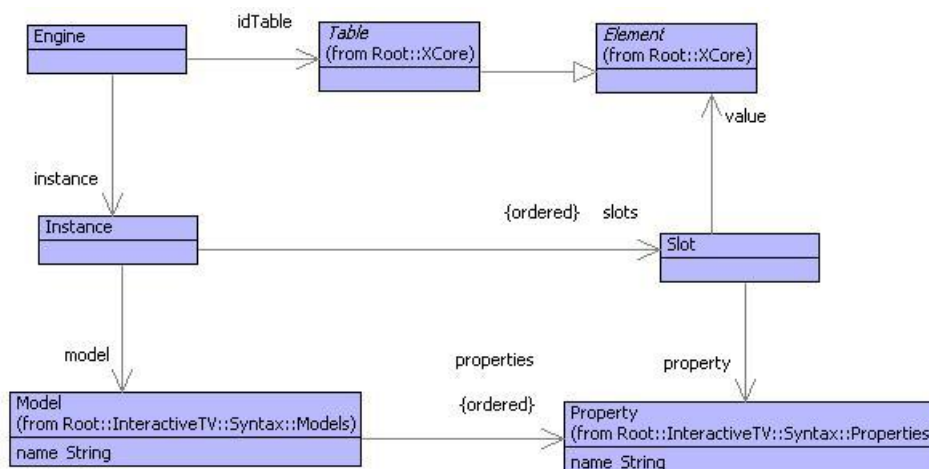 Engine
idTable
Table
(from Root::XCore)
Element
(from Root::XCore)
value
instance
Instance
{ordered} slots
Slot
model
properties
property
{ordered}
Model
(from Root::InteractiveTV::Syntax::Models)
name String
Property
(from Root::InteractiveTV::Syntax::Properties
name String